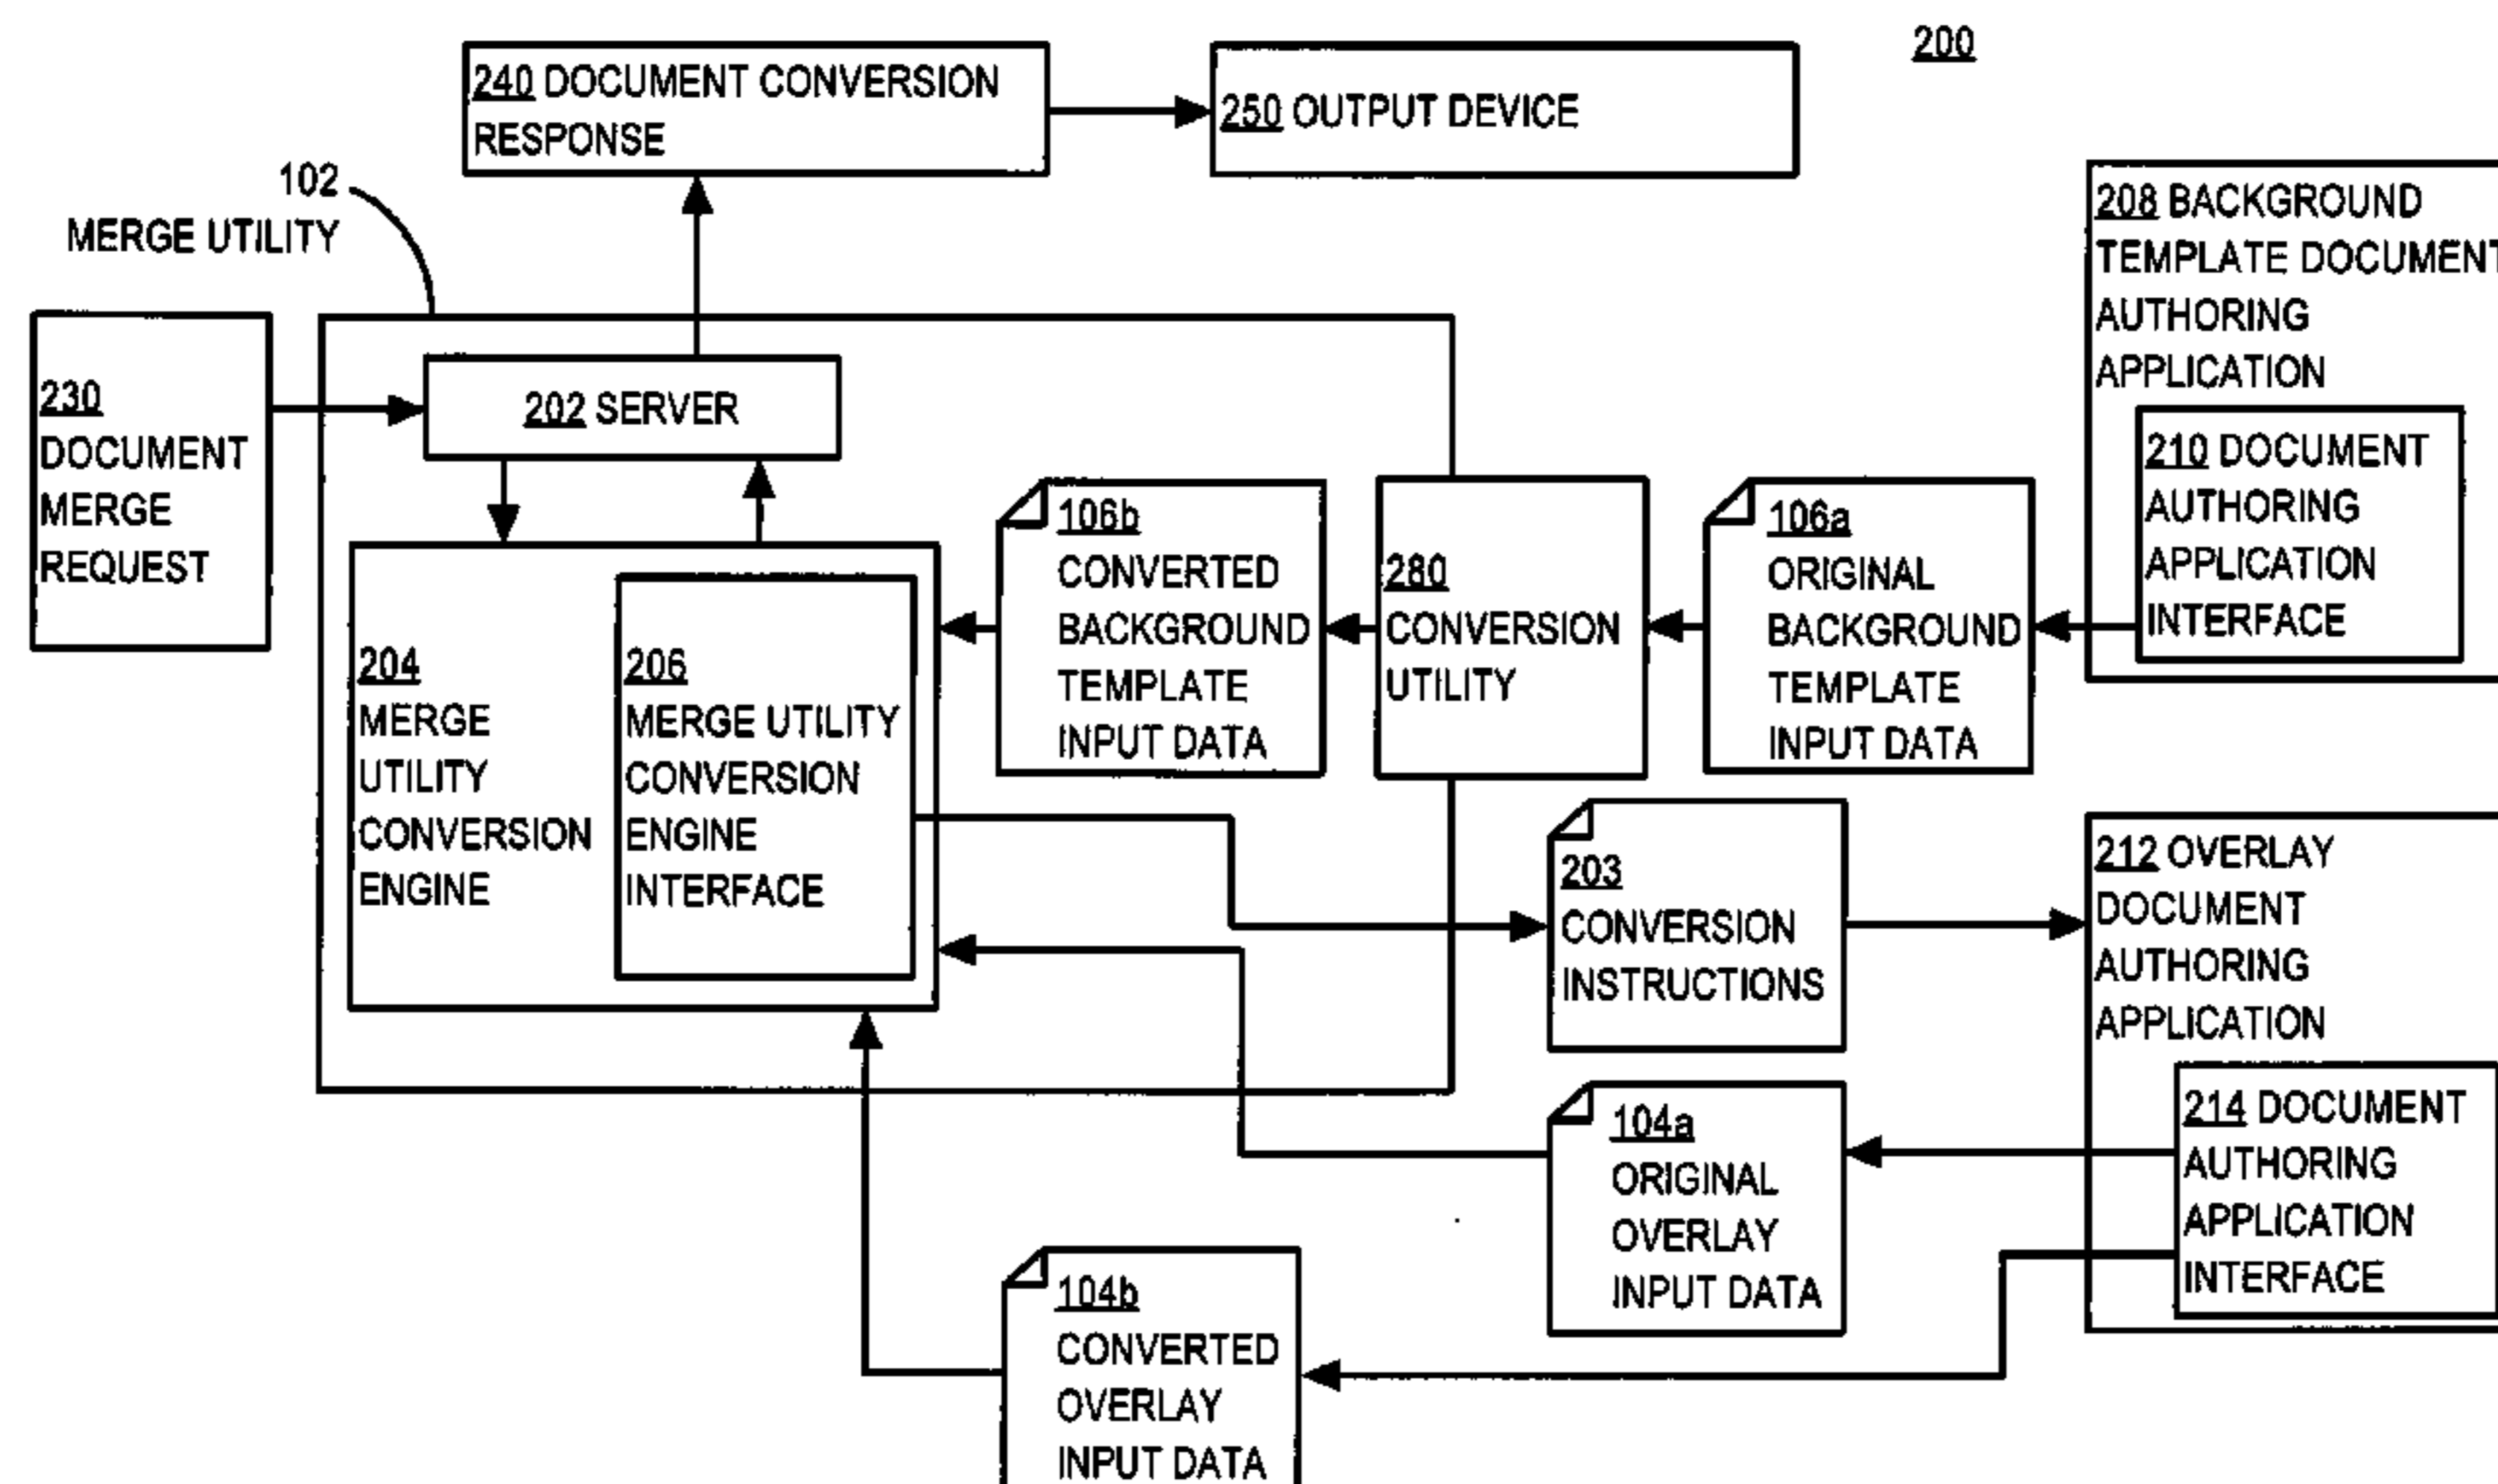 200
240 DOCUMENT CONVERSION
RESPONSE
250 OUTPUT DEVICE
102
MERGE UTILITY
208 BACKGROUND
TEMPLATE DOCUMENT
AUTHORING
APPLICATION
210 DOCUMENT
AUTHORING
APPLICATION
INTERFACE
230
DOCUMENT
MERGE
REQUEST
202 SERVER
106b
CONVERTED
BACKGROUND
TEMPLATE
INPUT DATA
280
CONVERSION
UTILITY
106a
ORIGINAL
BACKGROUND
TEMPLATE
INPUT DATA
204
MERGE
UTILITY
CONVERSION
ENGINE
206
MERGE UTILITY
CONVERSION
ENGINE
INTERFACE
203
CONVERSION
INSTRUCTIONS
212 OVERLAY
DOCUMENT
AUTHORING
APPLICATION
214 DOCUMENT
AUTHORING
APPLICATION
INTERFACE
104a
ORIGINAL
OVERLAY
INPUT DATA
104b
CONVERTED
OVERLAY
INPUT DATA